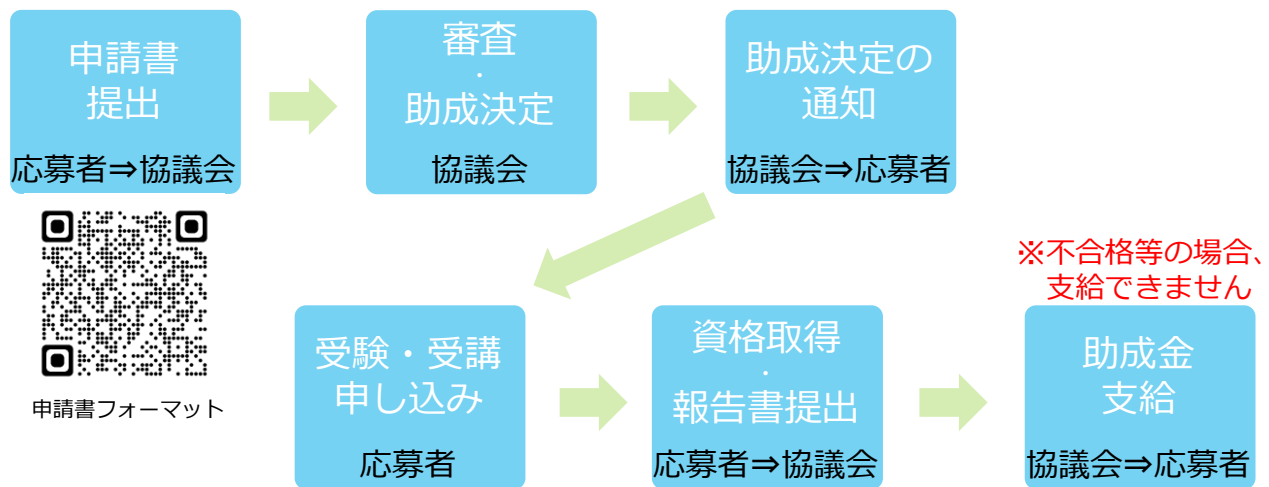 申請書
提出
応募者⇒協議会
審査
・
助成決定
協議会
助成決定の
通知
協議会⇒応募者
申請書フォーマット
受験・受講
申し込み
応募者
資格取得
・
報告書提出
応募者⇒協議会
※不合格等の場合、
支給できません
助成金
支給
協議会⇒応募者